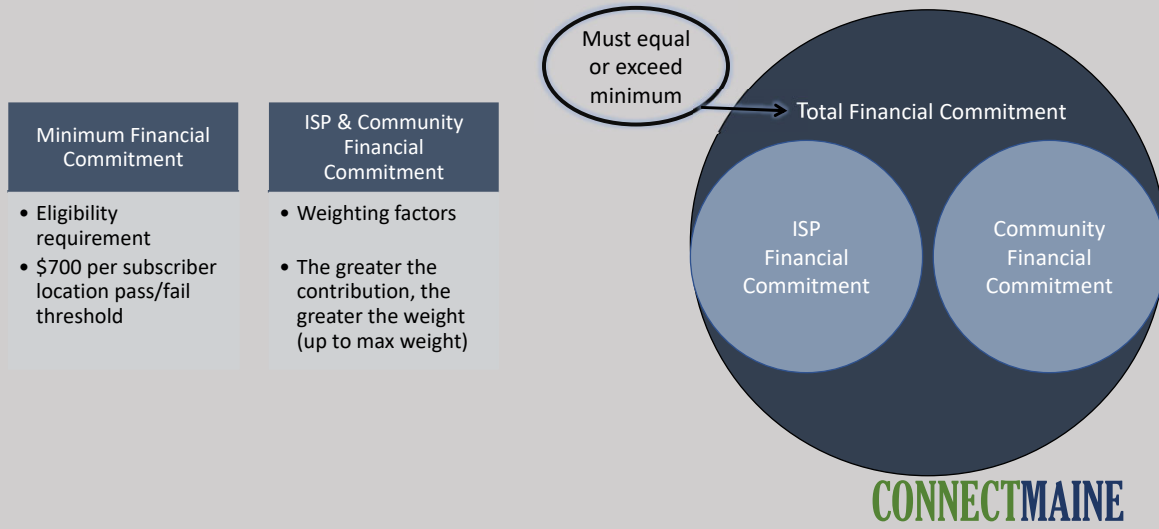 Minimum Financial
Commitment
• Eligibility
requirement
• $700 per subscriber
location pass/fail
threshold
ISP & Community
Financial
Commitment
• Weighting factors
• The greater the
contribution, the
greater the weight
(up to max weight)
Must equal
or exceed
minimum
Total Financial Commitment
ISP
Financial
Commitment
Community
Financial
Commitment
CONNECTMAINE